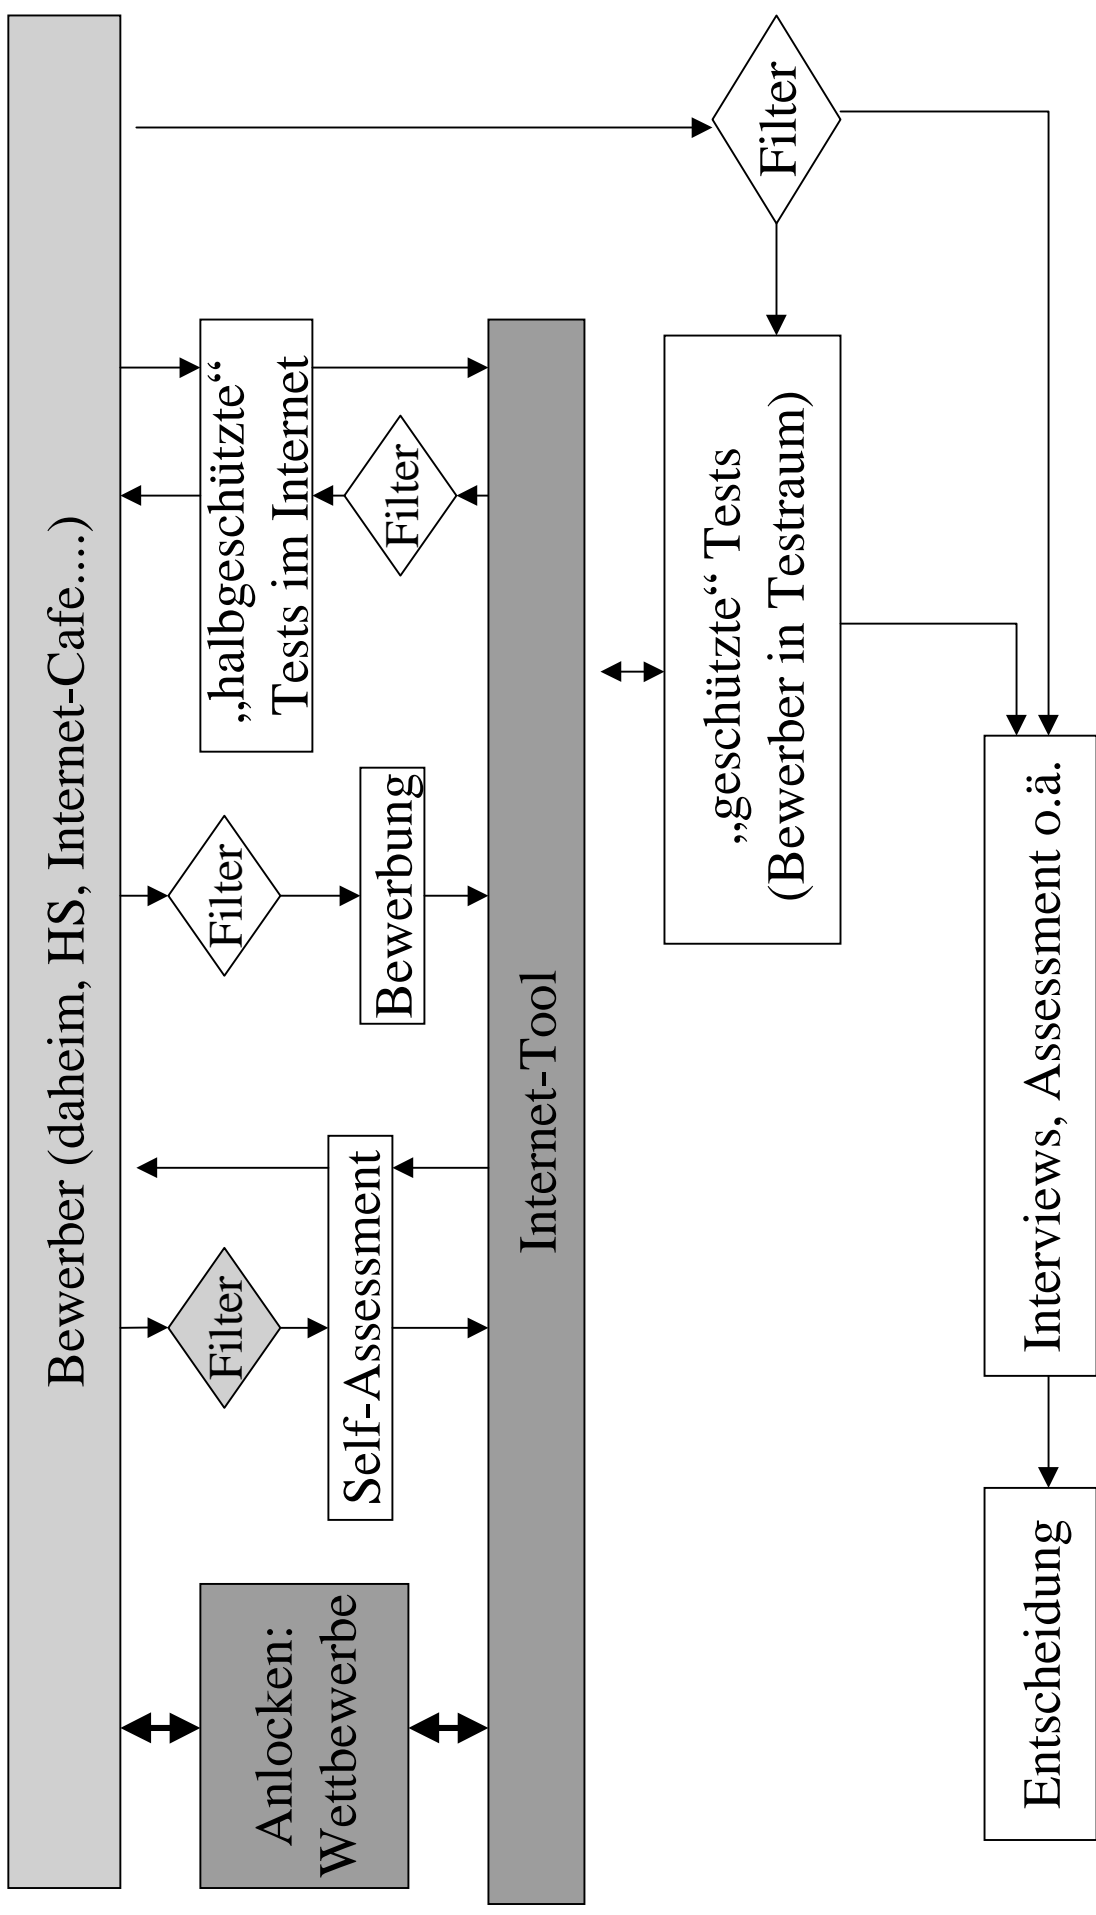 Bewerber (daheim, HS, Internet-Cafe....)
Anlocken:
Wettbewerbe
Filter
Self-Assessment
Filter
Bewerbung
„halbgeschützte“
Tests im Internet
Filter
Internet-Tool
Filter
„geschützte“ Tests
(Bewerber in Testraum)
Entscheidung
Interviews, Assessment o.ä.